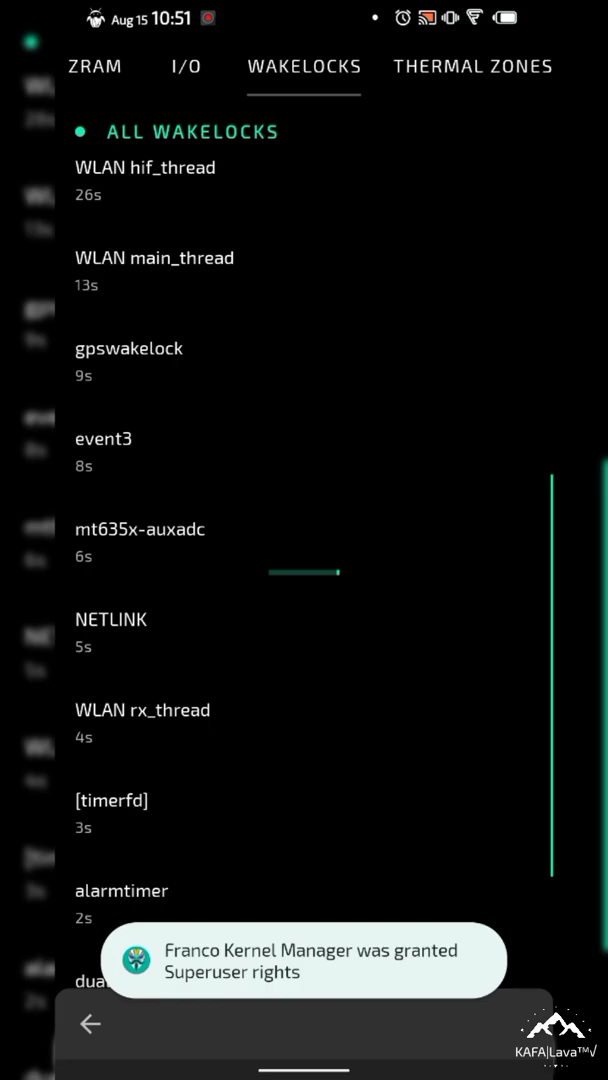 Aug 15 10:51
ZRAM I/O WAKELOCKS THERMAL ZONES
ALL WAKELOCKS
WLAN hif_thread
26s
WLAN main_thread
13s
gpswakelock
9s
event3
8s
mt635x-auxadc
6s
NETLINK
5s
WLAN rx_thread
4s
[timerfd]
3s
alarmtimer
2s
Franco Kernel Manager was granted
Superuser rights
KAFA|Lava™√